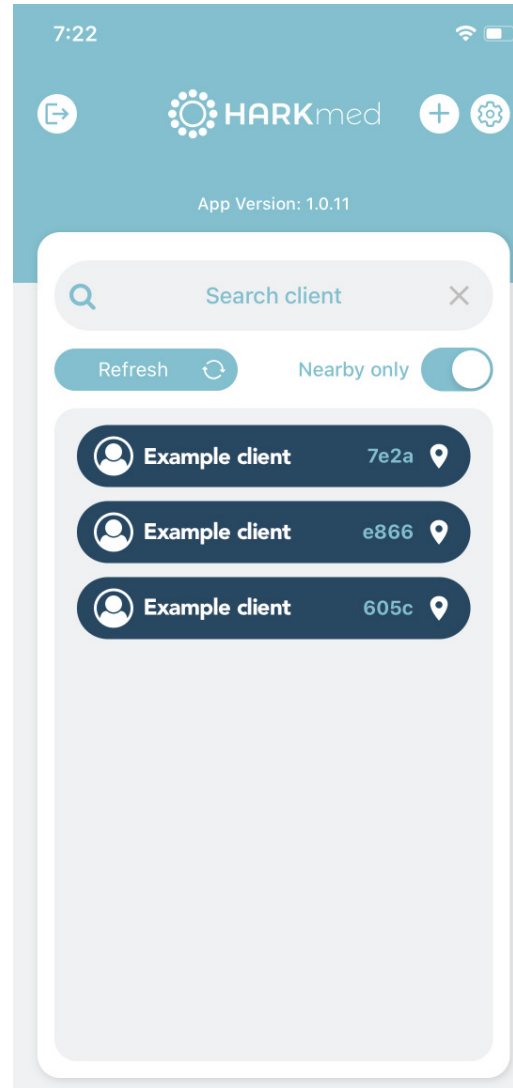 7:22
HARKmed
App Version: 1.0.11
Search client
Refresh Nearby only
Example client 7e2a
Example client e866
Example client 605c